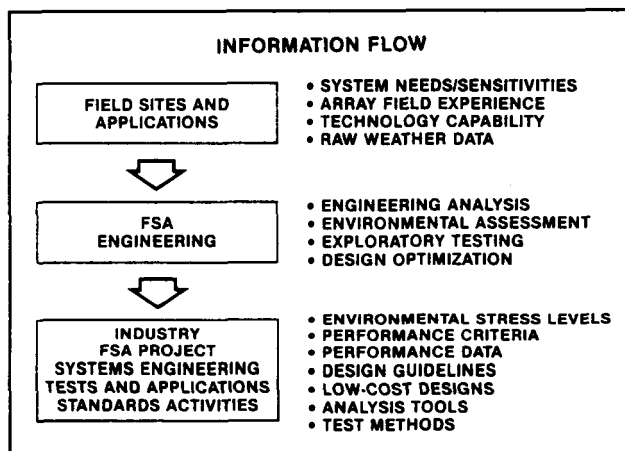 INFORMATION FLOW
FIELD SITES AND
APPLICATIONS
• SYSTEM NEEDS/SENSITIVITIES
• ARRAY FIELD EXPERIENCE
• TECHNOLOGY CAPABILITY
• RAW WEATHER DATA
FSA
ENGINEERING
• ENGINEERING ANALYSIS
• ENVIRONMENTAL ASSESSMENT
• EXPLORATORY TESTING
• DESIGN OPTIMIZATION
INDUSTRY
FSA PROJECT
SYSTEMS ENGINEERING
TESTS AND APPLICATIONS
STANDARDS ACTIVITIES
• ENVIRONMENTAL STRESS LEVELS
• PERFORMANCE CRITERIA
• PERFORMANCE DATA
• DESIGN GUIDELINES
• LOW-COST DESIGNS
• ANALYSIS TOOLS
• TEST METHODS